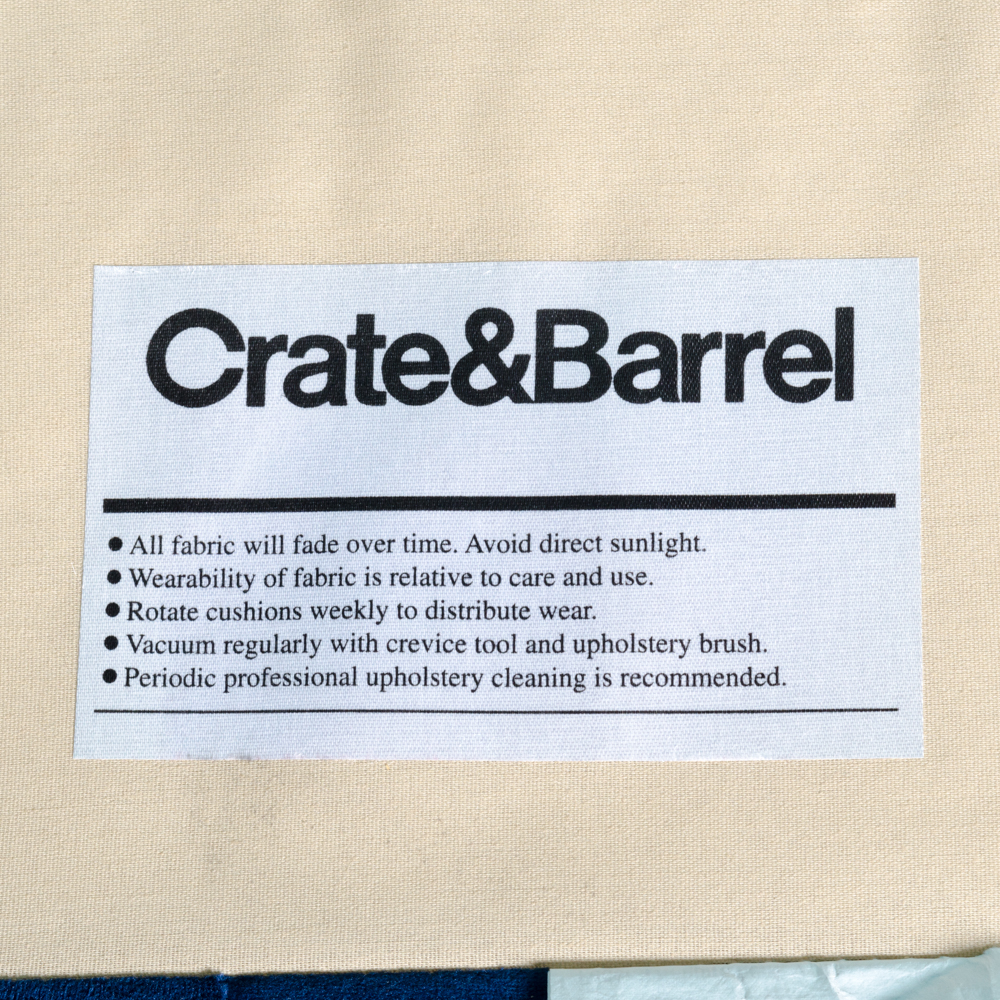 Crate&Barrel
● All fabric will fade over time. Avoid direct sunlight.
● Wearability of fabric is relative to care and use.
● Rotate cushions weekly to distribute wear.
● Vacuum regularly with crevice tool and upholstery brush.
● Periodic professional upholstery cleaning is recommended.